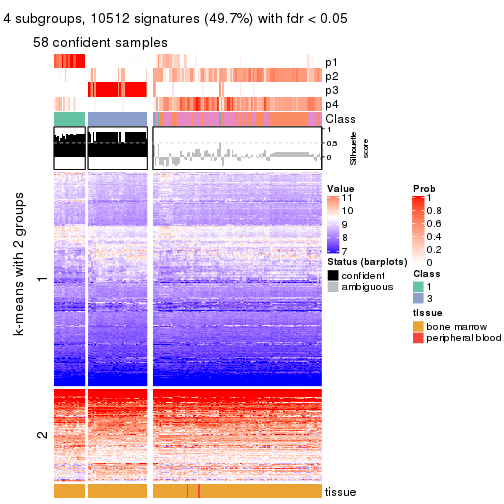 4 subgroups, 10512 signatures (49.7%) with fdr < 0.05
58 confident samples
p1
p2
p3
p4
Class
1
0.5
0
Silhouette
score
k-means with 2 groups
1
2
tissue
Value
11
10
9
8
7
Status (barplots)
confident
ambiguous
Prob
1
0.8
0.6
0.4
0.2
0
Class
1
3
tissue
bone marrow
peripheral blood